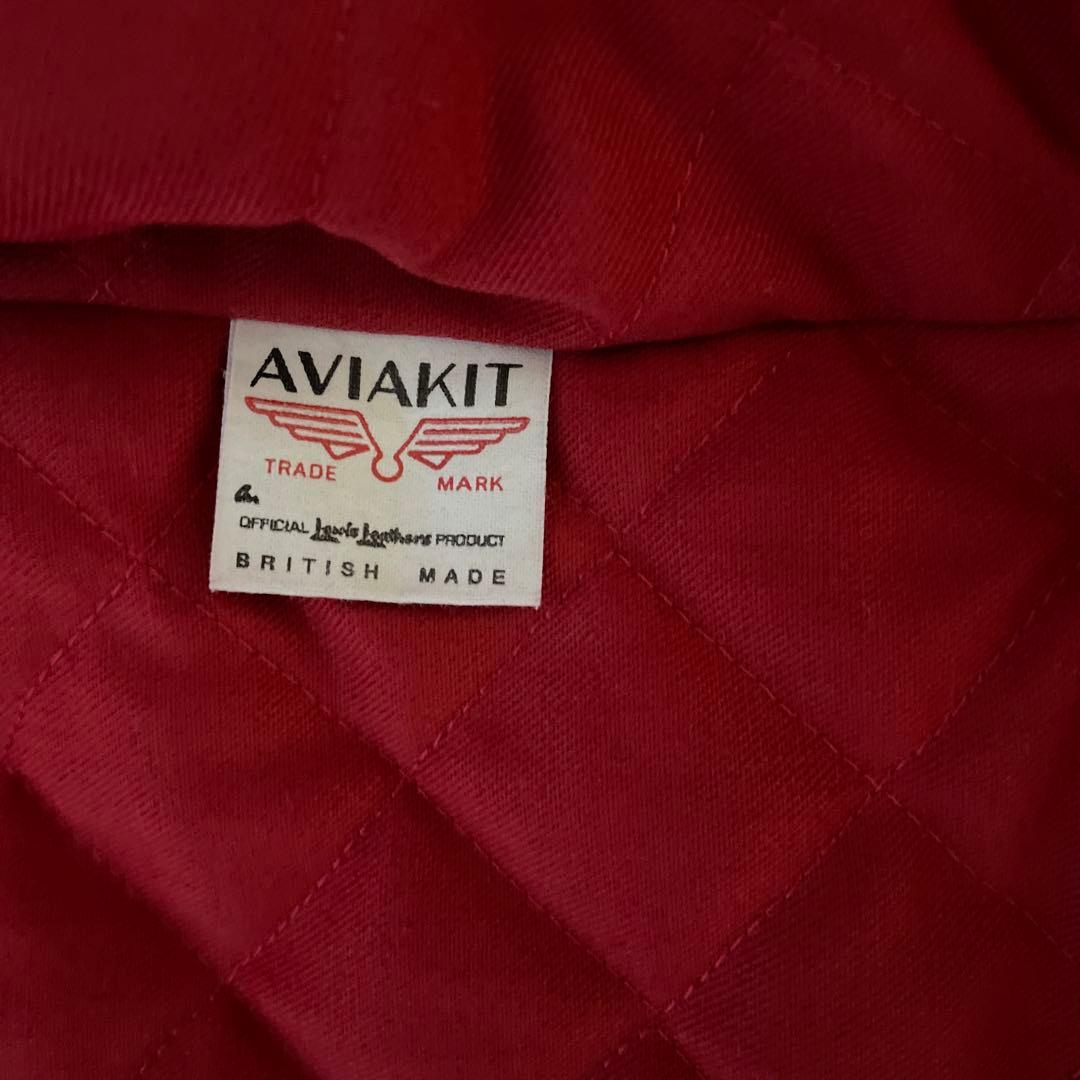 AVIAKIT
TRADE MARK
An
OFFICIAL Lewis Leathers PRODUCT
BRITISH MADE